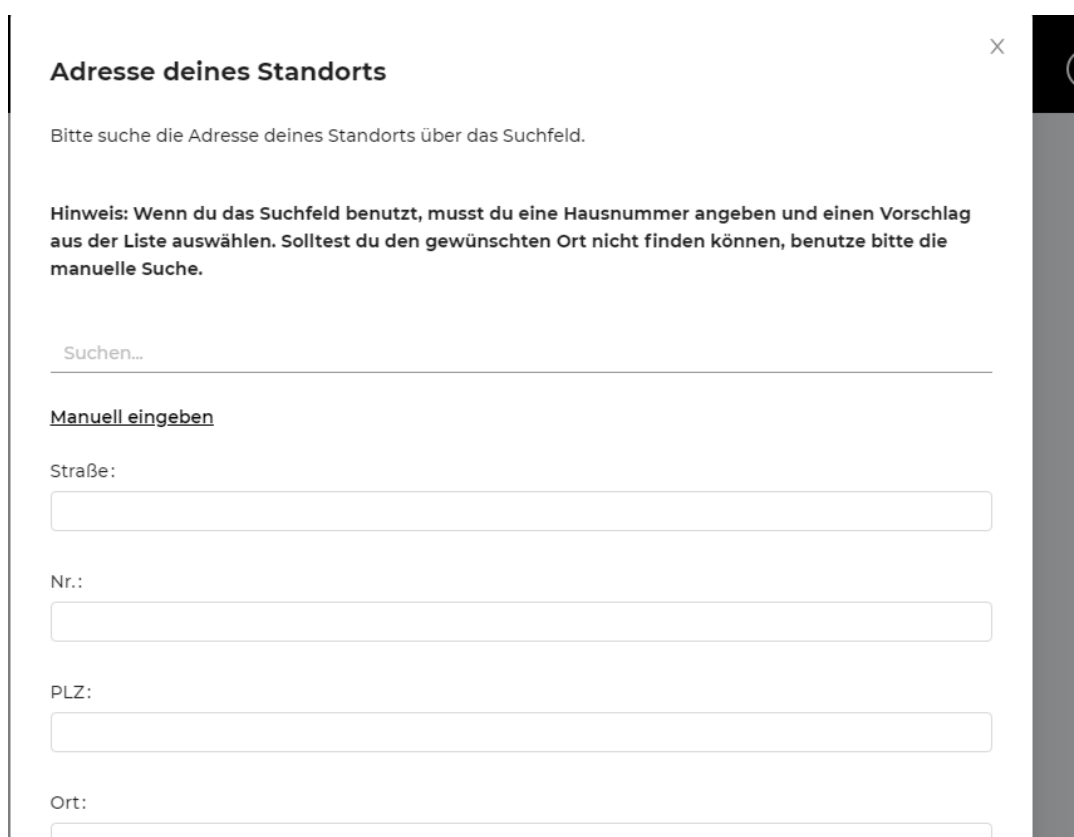 X
Adresse deines Standorts
Bitte suche die Adresse deines Standorts über das Suchfeld.
Hinweis: Wenn du das Suchfeld benutzt, musst du eine Hausnummer angeben und einen Vorschlag
aus der Liste auswählen. Solltest du den gewünschten Ort nicht finden können, benutze bitte die
manuelle Suche.
Suchen...
Manuell eingeben
Straße:
Nr.:
PLZ:
Ort: